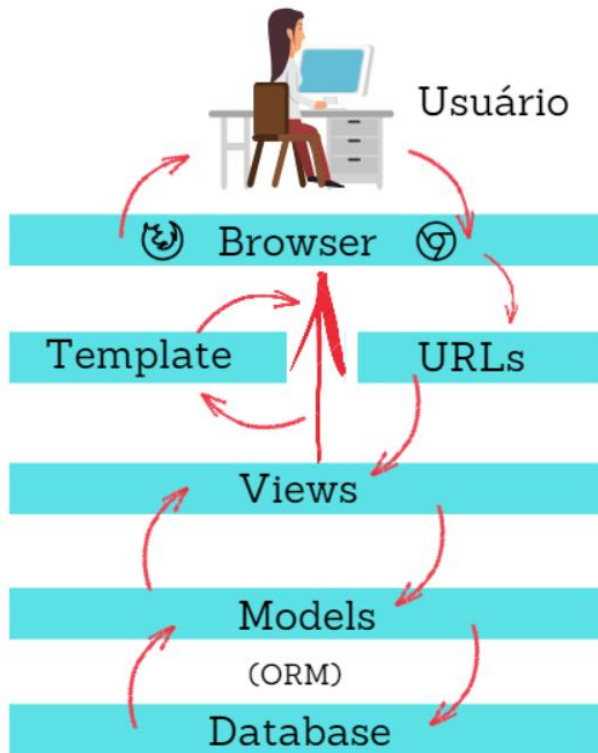 Usuário
Browser
Template
URLs
Views
Models
(ORM)
Database